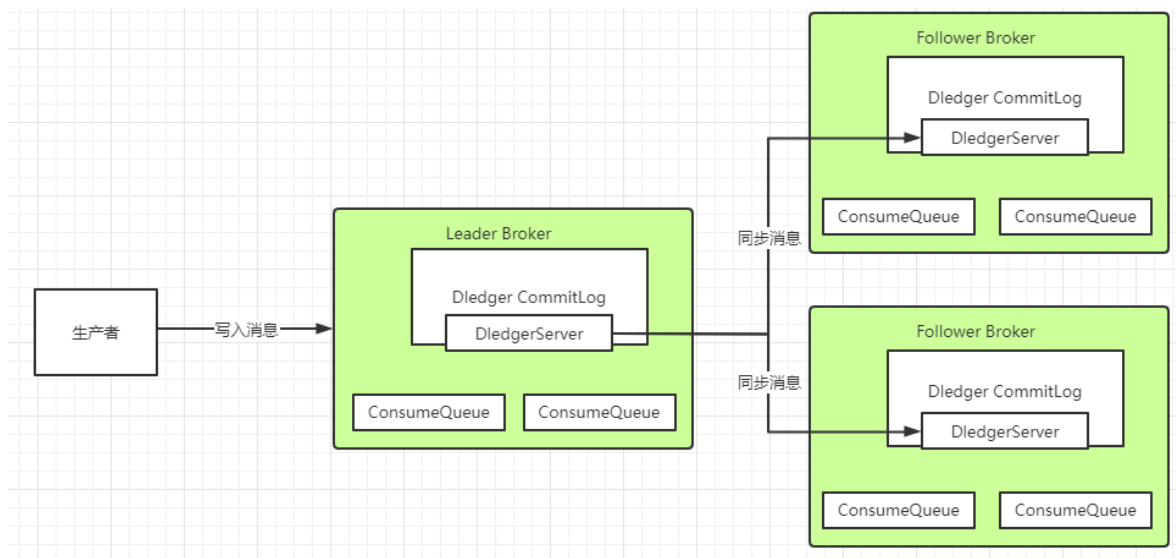 生产者
写入消息
Leader Broker
Dledger CommitLog
DledgerServer
ConsumeQueue
ConsumeQueue
同步消息
同步消息
Follower Broker
Dledger CommitLog
DledgerServer
ConsumeQueue
ConsumeQueue
Follower Broker
Dledger CommitLog
DledgerServer
ConsumeQueue
ConsumeQueue